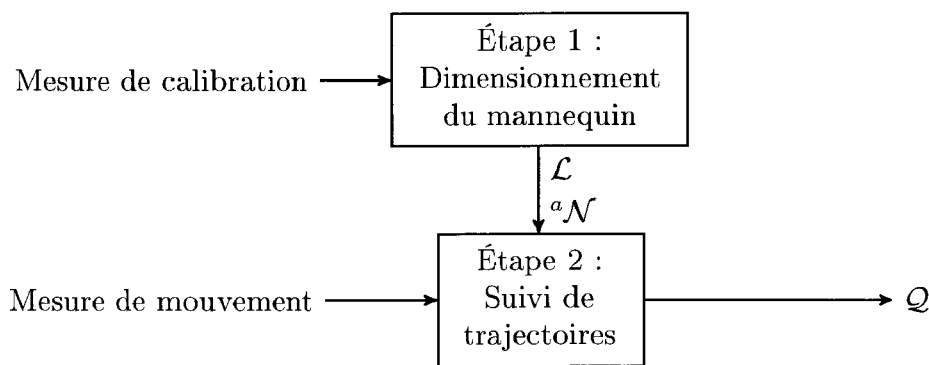 Étape 1 :
Mesure de calibration
Dimensionnement
du mannequin
ℒ
ᵃ𝒩
Étape 2 :
Mesure de mouvement
Suivi de
𝒬
trajectoires